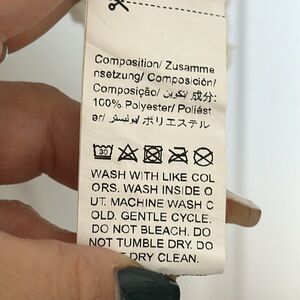 Composition/ Zusamme
nsetzung/ Composición/
Composição/ تكوين/ 成分:
100% Polyester/ Poliést
er/ بوليستر/ ポリエステル
30
WASH WITH LIKE COL
ORS. WASH INSIDE O
UT. MACHINE WASH C
OLD. GENTLE CYCLE.
DO NOT BLEACH. DO
NOT TUMBLE DRY. DO
NOT DRY CLEAN.